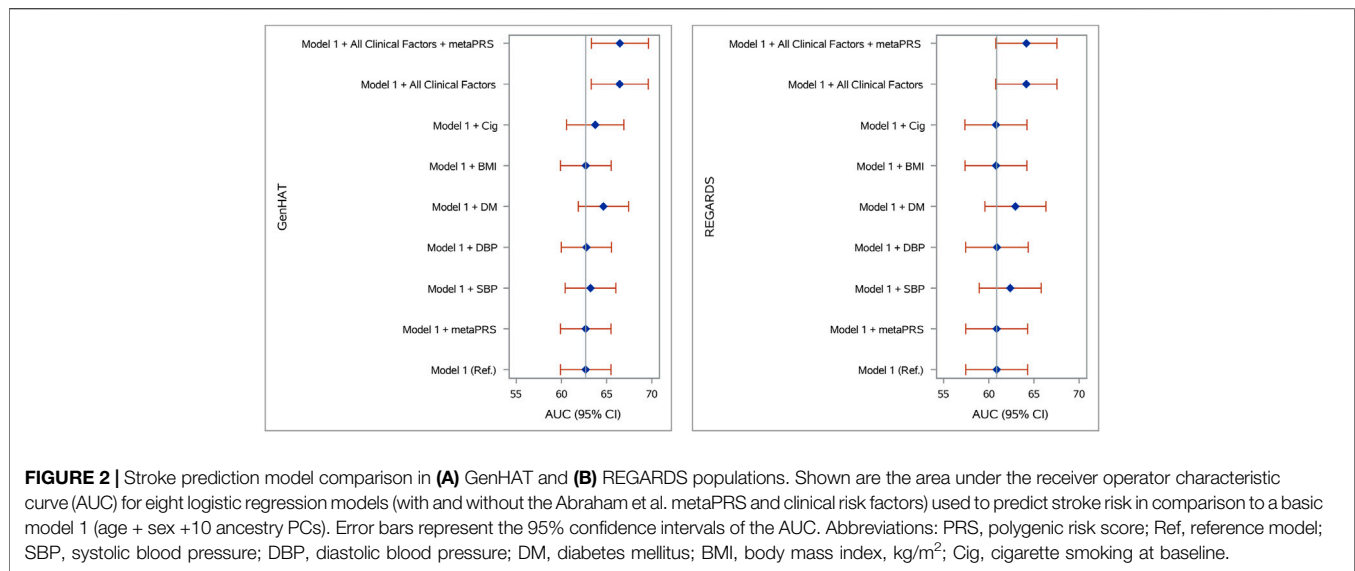 Model 1 + All Clinical Factors + metaPRS
Model 1 + All Clinical Factors
Model 1 + Cig
Model 1 + BMI
Model 1 + DM
Model 1 + DBP
Model 1 + SBP
Model 1 + metaPRS
Model 1 (Ref.)
GenHAT
55 60 65 70
AUC (95% CI)
Model 1 + All Clinical Factors + metaPRS
Model 1 + All Clinical Factors
Model 1 + Cig
Model 1 + BMI
Model 1 + DM
Model 1 + DBP
Model 1 + SBP
Model 1 + metaPRS
Model 1 (Ref.)
REGARDS
55 60 65 70
AUC (95% CI)
FIGURE 2 | Stroke prediction model comparison in (A) GenHAT and (B) REGARDS populations. Shown are the area under the receiver operator characteristic
curve (AUC) for eight logistic regression models (with and without the Abraham et al. metaPRS and clinical risk factors) used to predict stroke risk in comparison to a basic
model 1 (age + sex +10 ancestry PCs). Error bars represent the 95% confidence intervals of the AUC. Abbreviations: PRS, polygenic risk score; Ref, reference model;
SBP, systolic blood pressure; DBP, diastolic blood pressure; DM, diabetes mellitus; BMI, body mass index, kg/m²; Cig, cigarette smoking at baseline.